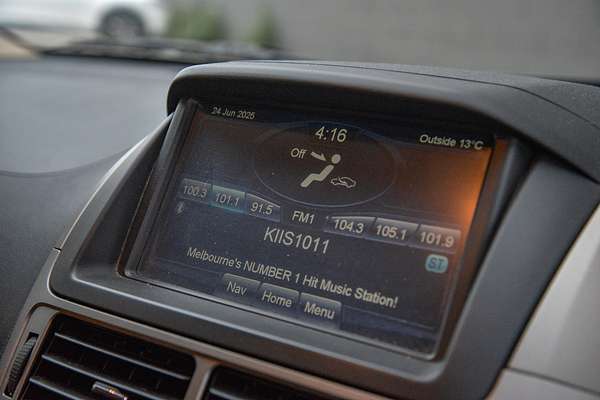 24 Jun 2025
4:16
Outside 13°C
Off
100.3 101.1 91.5 FM1 104.3 105.1 101.9
KIIS1011
ST
Melbourne's NUMBER 1 Hit Music Station!
Nav Home Menu